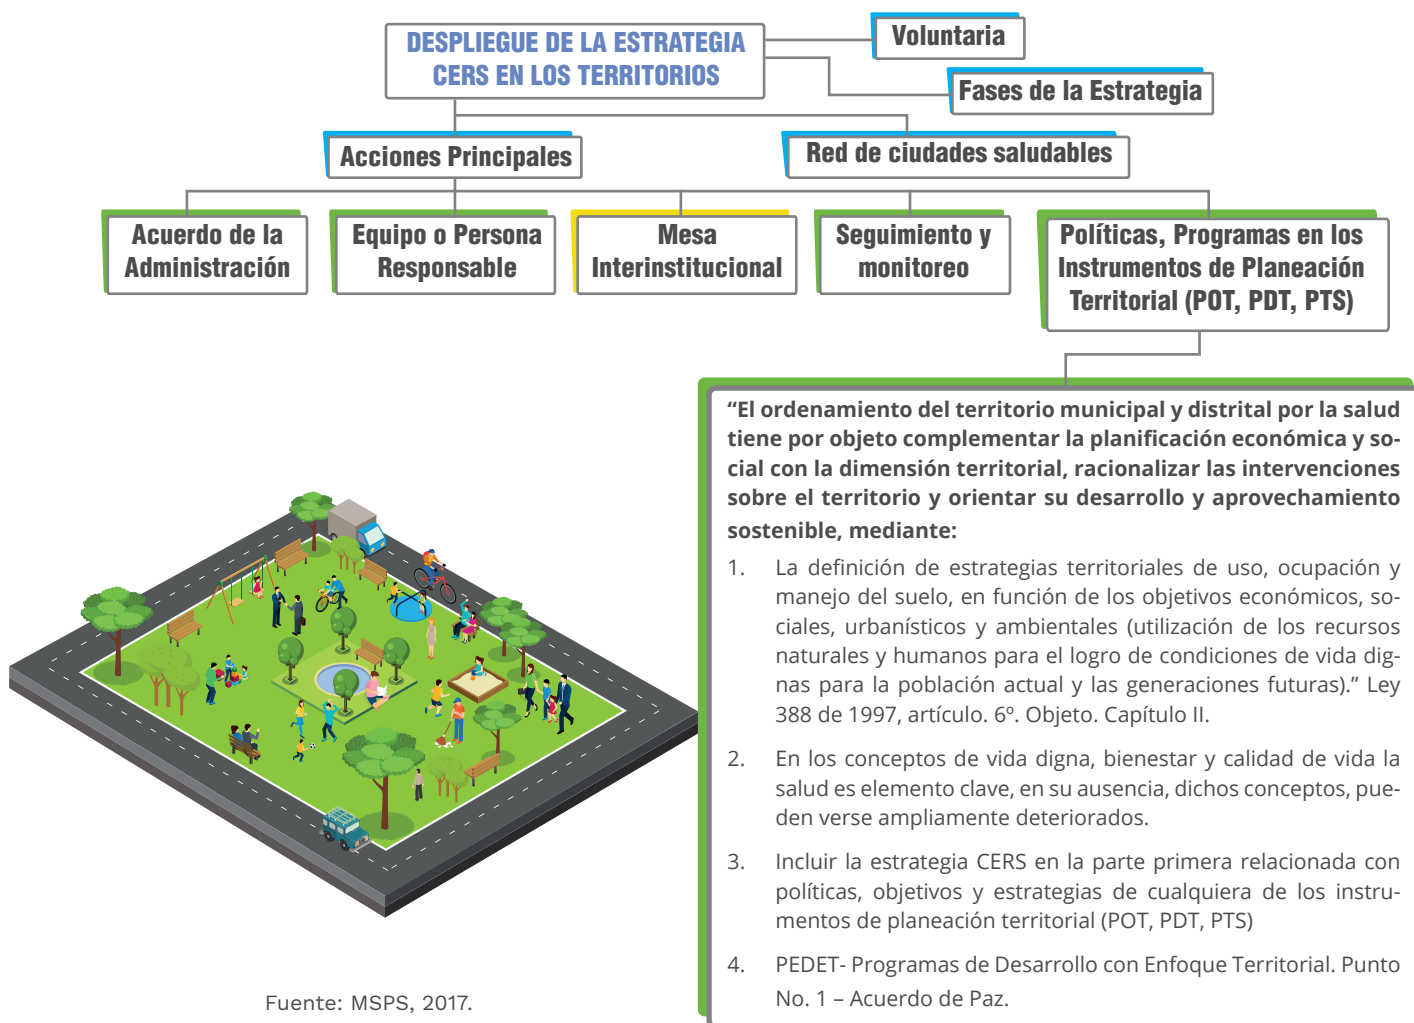 DESPLIEGUE DE LA ESTRATEGIA
CERS EN LOS TERRITORIOS
Voluntaria
Fases de la Estrategia
Acciones Principales
Red de ciudades saludables
Acuerdo de la
Administración
Equipo o Persona
Responsable
Mesa
Interinstitucional
Seguimiento y
monitoreo
Políticas, Programas en los
Instrumentos de Planeación
Territorial (POT, PDT, PTS)
“El ordenamiento del territorio municipal y distrital por la salud
tiene por objeto complementar la planificación económica y so-
cial con la dimensión territorial, racionalizar las intervenciones
sobre el territorio y orientar su desarrollo y aprovechamiento
sostenible, mediante:
1. La definición de estrategias territoriales de uso, ocupación y
manejo del suelo, en función de los objetivos económicos, so-
ciales, urbanísticos y ambientales (utilización de los recursos
naturales y humanos para el logro de condiciones de vida dig-
nas para la población actual y las generaciones futuras).” Ley
388 de 1997, artículo. 6º. Objeto. Capítulo II.
2. En los conceptos de vida digna, bienestar y calidad de vida la
salud es elemento clave, en su ausencia, dichos conceptos, pue-
den verse ampliamente deteriorados.
3. Incluir la estrategia CERS en la parte primera relacionada con
políticas, objetivos y estrategias de cualquiera de los instru-
mentos de planeación territorial (POT, PDT, PTS)
4. PEDET- Programas de Desarrollo con Enfoque Territorial. Punto
No. 1 – Acuerdo de Paz.
Fuente: MSPS, 2017.